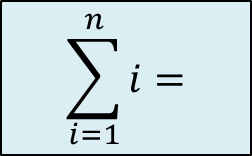 n
∑ i =
i=1